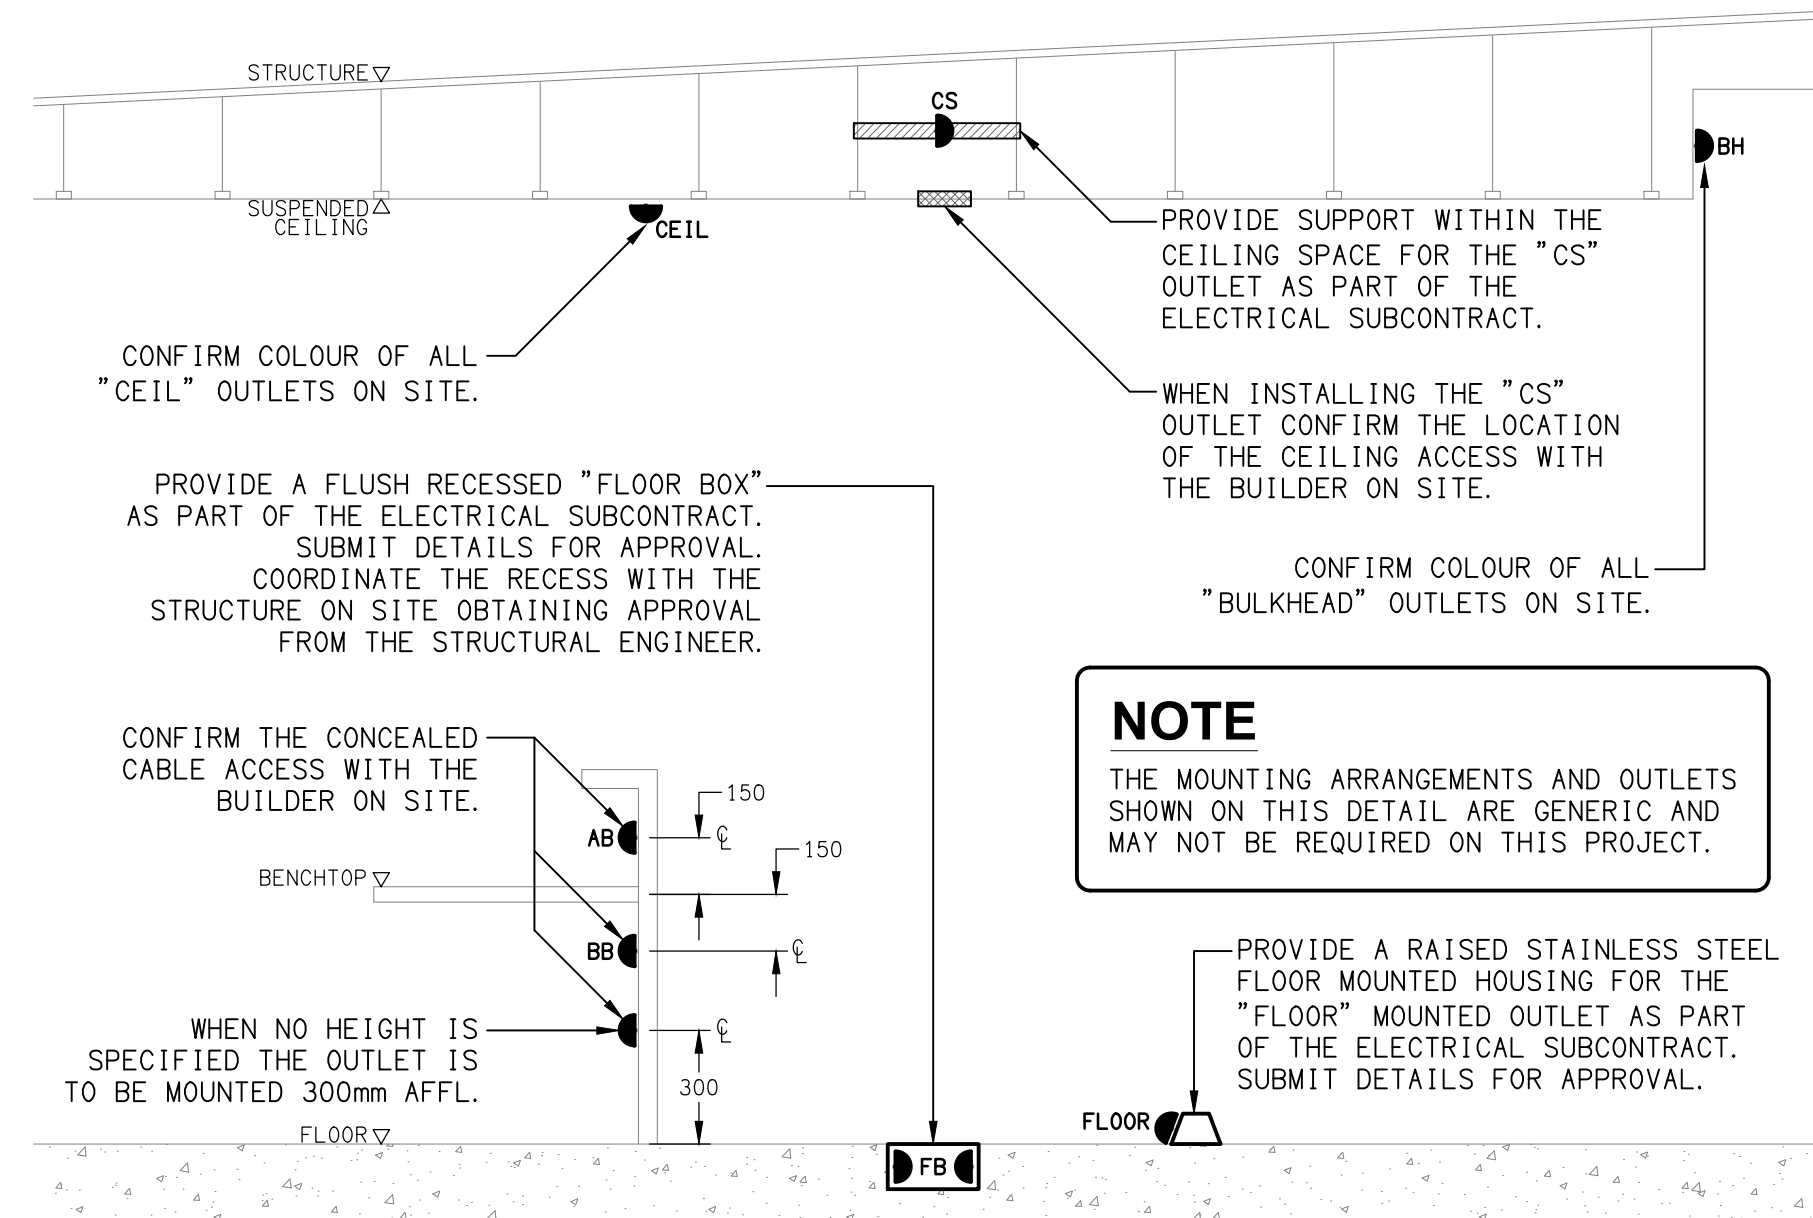 STRUCTURE
CS
BH
SUSPENDED
CEILING
CEIL
PROVIDE SUPPORT WITHIN THE
CEILING SPACE FOR THE "CS"
OUTLET AS PART OF THE
ELECTRICAL SUBCONTRACT.
CONFIRM COLOUR OF ALL
"CEIL" OUTLETS ON SITE.
WHEN INSTALLING THE "CS"
OUTLET CONFIRM THE LOCATION
OF THE CEILING ACCESS WITH
THE BUILDER ON SITE.
PROVIDE A FLUSH RECESSED "FLOOR BOX"
AS PART OF THE ELECTRICAL SUBCONTRACT.
SUBMIT DETAILS FOR APPROVAL.
COORDINATE THE RECESS WITH THE
STRUCTURE ON SITE OBTAINING APPROVAL
FROM THE STRUCTURAL ENGINEER.
CONFIRM COLOUR OF ALL
"BULKHEAD" OUTLETS ON SITE.
NOTE
THE MOUNTING ARRANGEMENTS AND OUTLETS
SHOWN ON THIS DETAIL ARE GENERIC AND
MAY NOT BE REQUIRED ON THIS PROJECT.
CONFIRM THE CONCEALED
CABLE ACCESS WITH THE
BUILDER ON SITE.
150
AB
℄
150
BENCHTOP
BB
℄
WHEN NO HEIGHT IS
SPECIFIED THE OUTLET IS
TO BE MOUNTED 300mm AFFL.
℄
300
PROVIDE A RAISED STAINLESS STEEL
FLOOR MOUNTED HOUSING FOR THE
"FLOOR" MOUNTED OUTLET AS PART
OF THE ELECTRICAL SUBCONTRACT.
SUBMIT DETAILS FOR APPROVAL.
FLOOR
FLOOR
FB